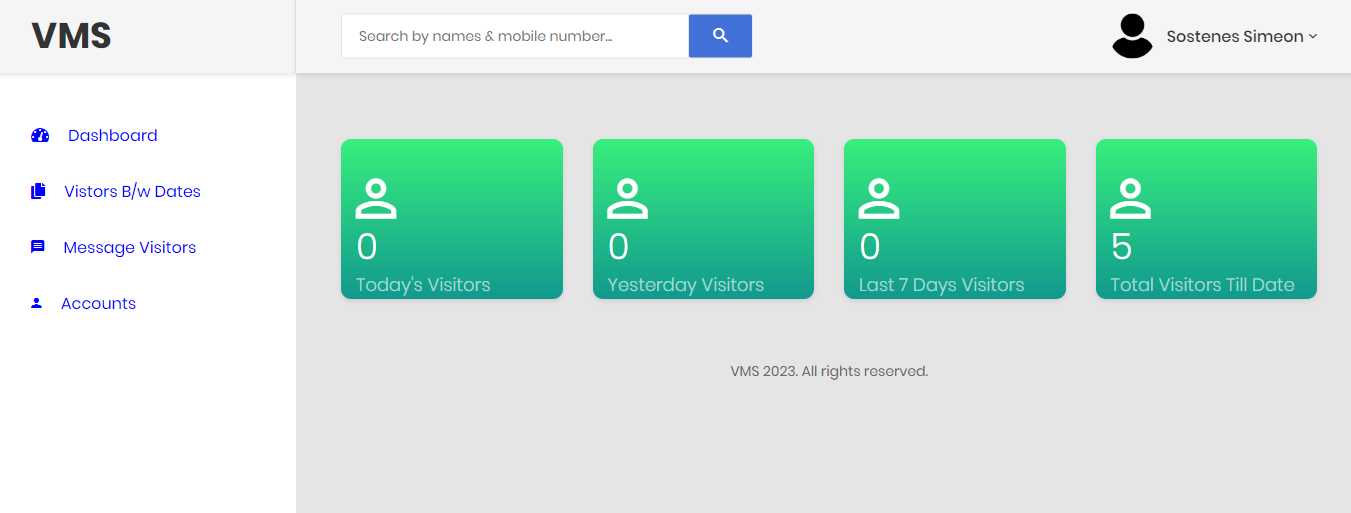 VMS
Search by names & mobile number...
Sostenes Simeon
Dashboard
Vistors B/w Dates
Message Visitors
Accounts
0
Today's Visitors
0
Yesterday Visitors
0
Last 7 Days Visitors
5
Total Visitors Till Date
VMS 2023. All rights reserved.